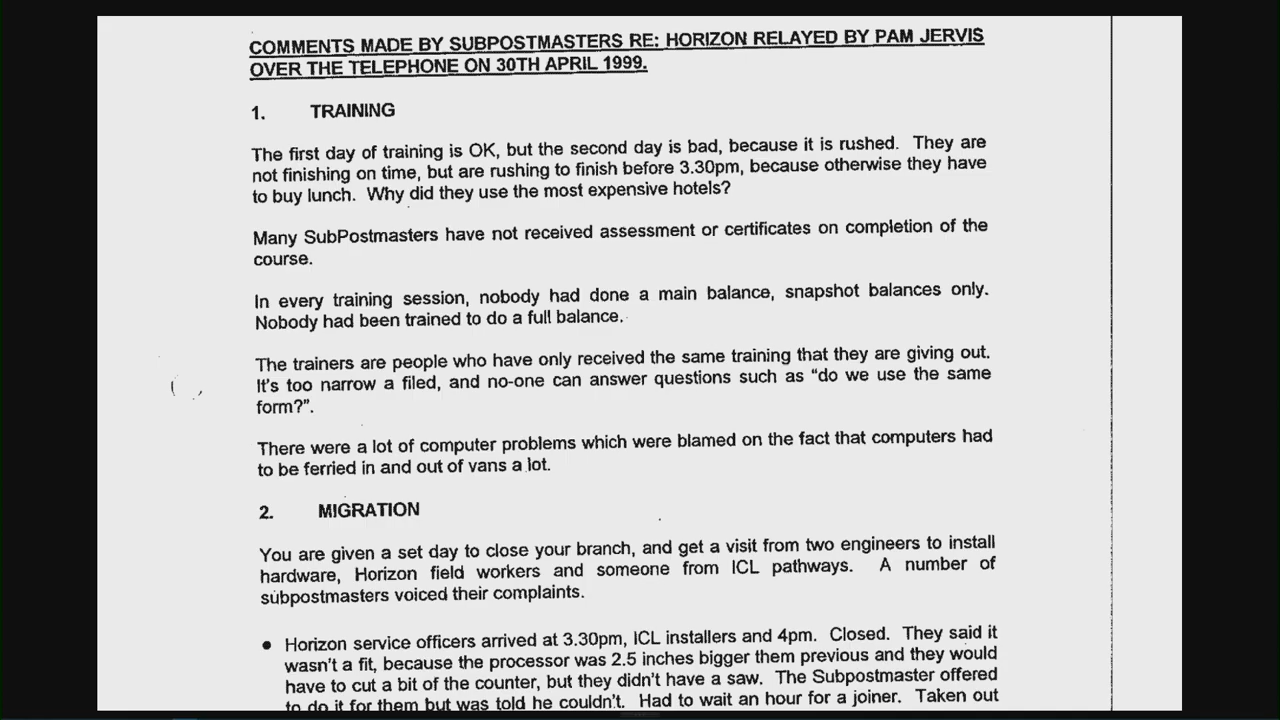 COMMENTS MADE BY SUBPOSTMASTERS RE: HORIZON RELAYED BY PAM JERVIS
OVER THE TELEPHONE ON 30TH APRIL 1999.
1. TRAINING
The first day of training is OK, but the second day is bad, because it is rushed. They are
not finishing on time, but are rushing to finish before 3.30pm, because otherwise they have
to buy lunch. Why did they use the most expensive hotels?
Many SubPostmasters have not received assessment or certificates on completion of the
course.
In every training session, nobody had done a main balance, snapshot balances only.
Nobody had been trained to do a full balance.
The trainers are people who have only received the same training that they are giving out.
It's too narrow a filed, and no-one can answer questions such as “do we use the same
form?”.
There were a lot of computer problems which were blamed on the fact that computers had
to be ferried in and out of vans a lot.
2. MIGRATION
You are given a set day to close your branch, and get a visit from two engineers to install
hardware, Horizon field workers and someone from ICL pathways. A number of
subpostmasters voiced their complaints.
• Horizon service officers arrived at 3.30pm, ICL installers and 4pm. Closed. They said it
wasn't a fit, because the processor was 2.5 inches bigger them previous and they would
have to cut a bit of the counter, but they didn't have a saw. The Subpostmaster offered
to do it for them but was told he couldn't. Had to wait an hour for a joiner. Taken out